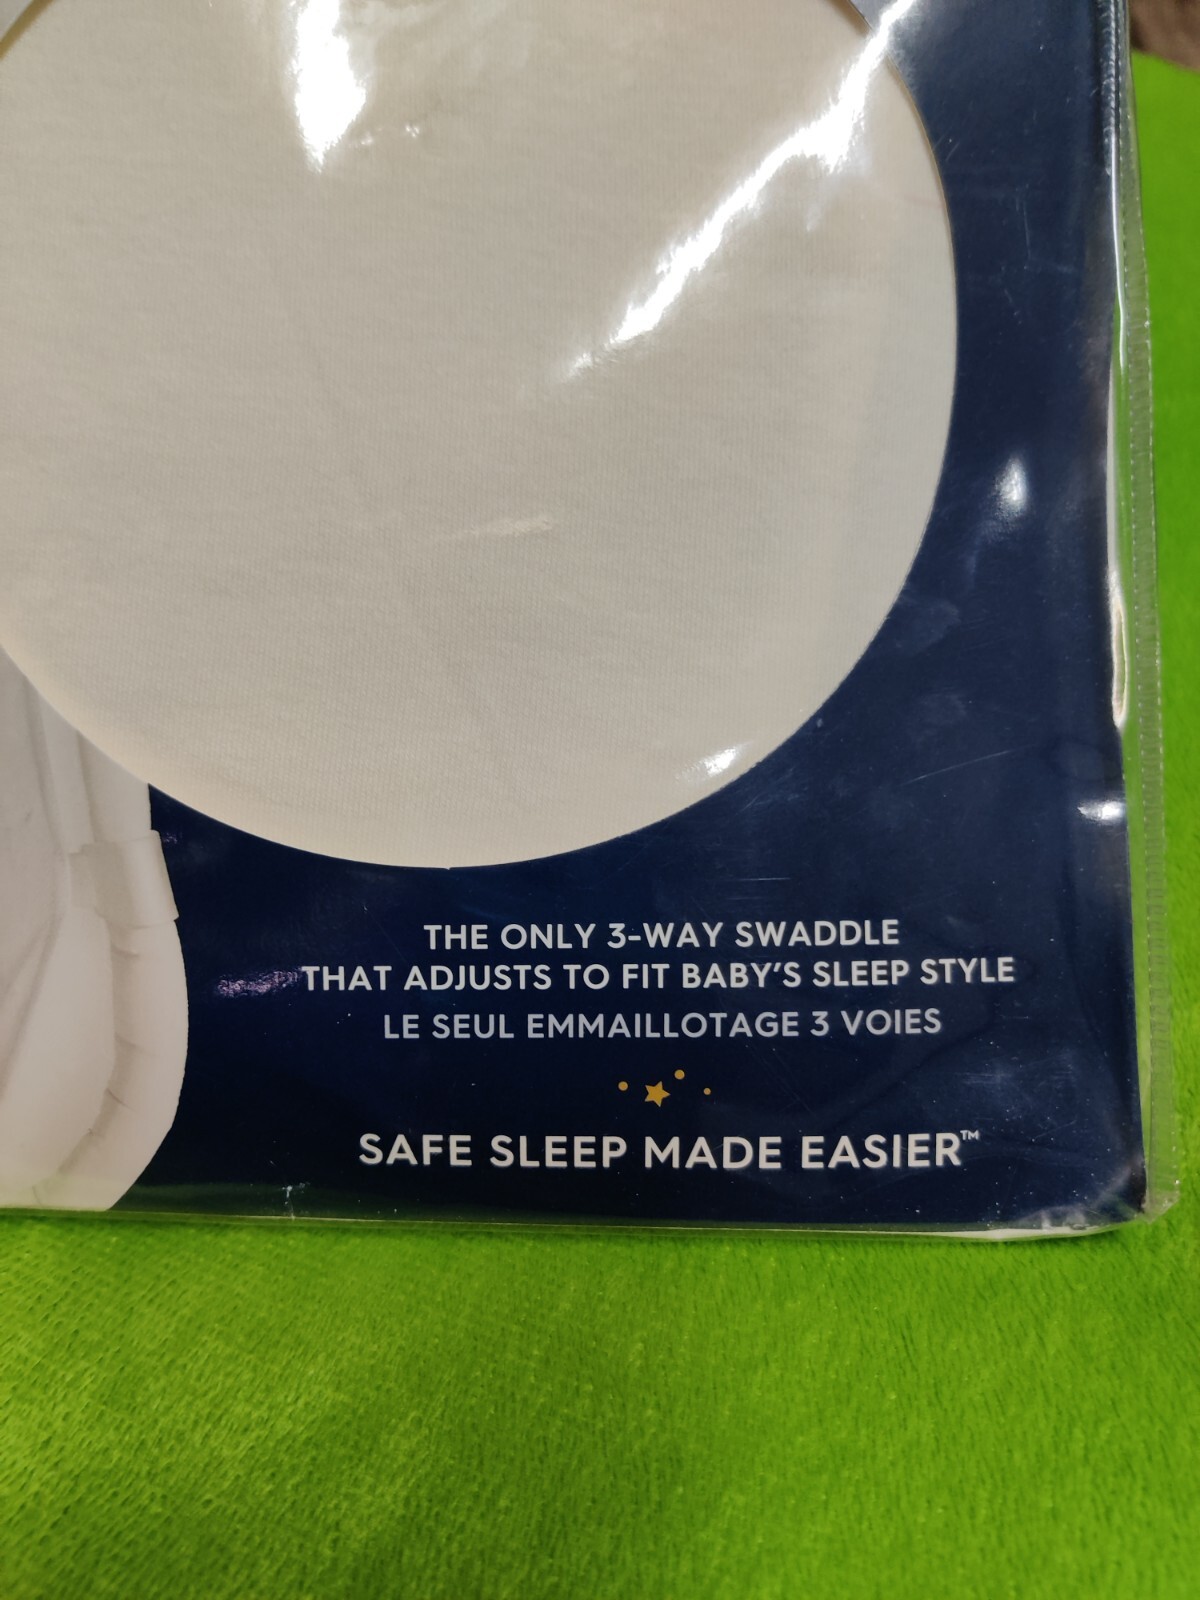 THE ONLY 3-WAY SWADDLE
THAT ADJUSTS TO FIT BABY'S SLEEP STYLE
LE SEUL EMMAILLOTAGE 3 VOIES
SAFE SLEEP MADE EASIER™